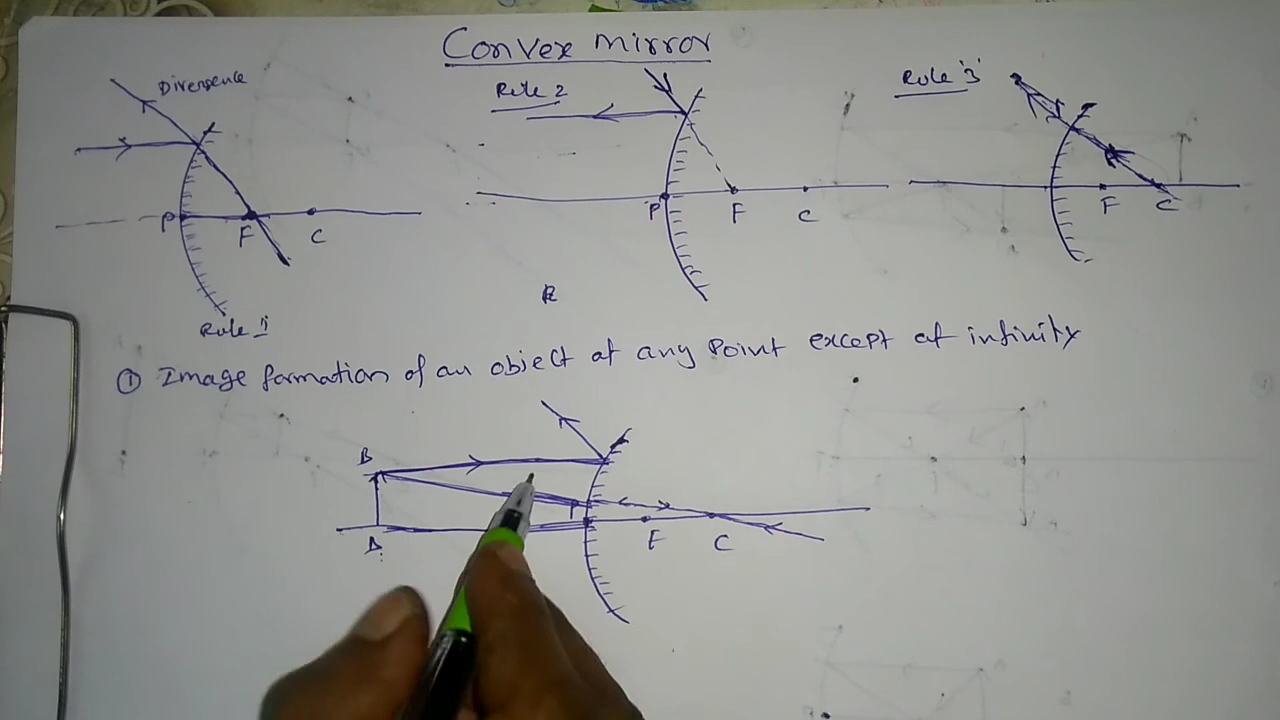 Convex mirror
Divergence
P
F
C
Rule 1
Rule 2
P
F
C
Rule '3'
F
C
R
① Image formation of an object at any point except at infinity
B
A
P
F
C